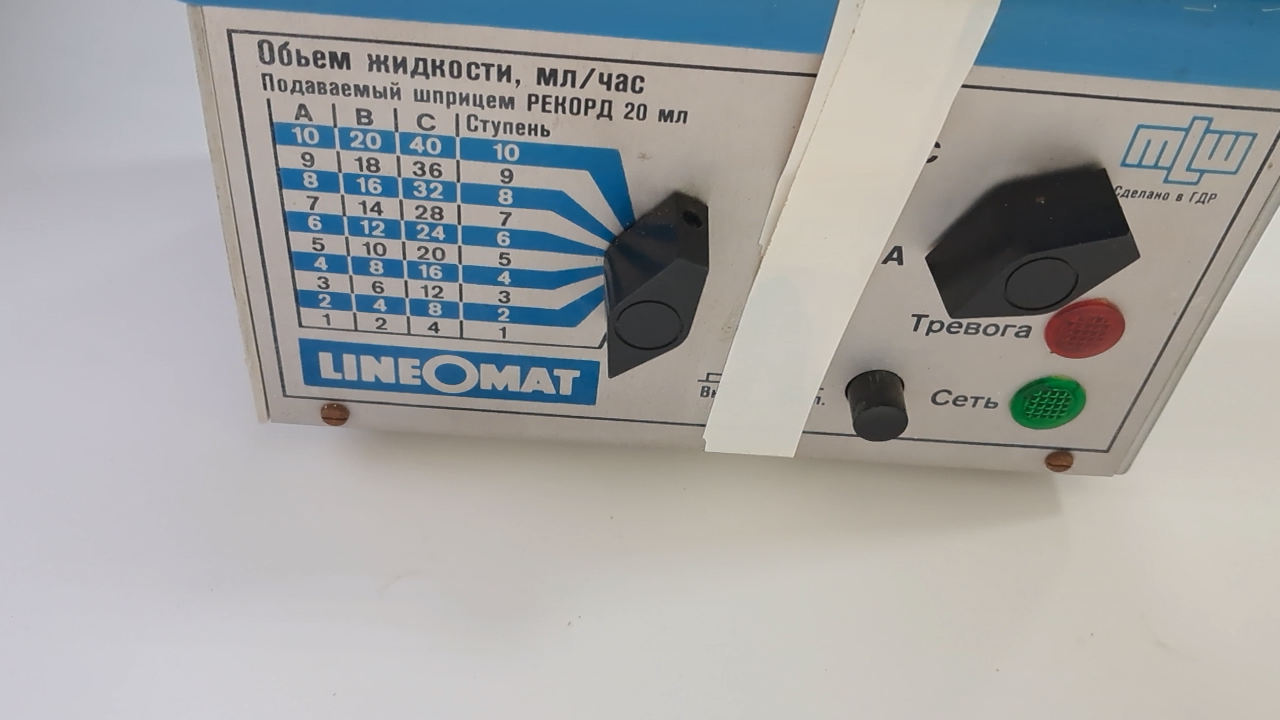 Обьем жидкости, мл/час
Подаваемый шприцем РЕКОРД 20 мл
A B C Ступень
10 20 40 10
9 18 36 9
8 16 32 8
7 14 28 7
6 12 24 6
5 10 20 5
4 8 16 4
3 6 12 3
2 4 8 2
1 2 4 1
LINEOMAT
mLw
Сделано в ГДР
C
A
Тревога
Сеть